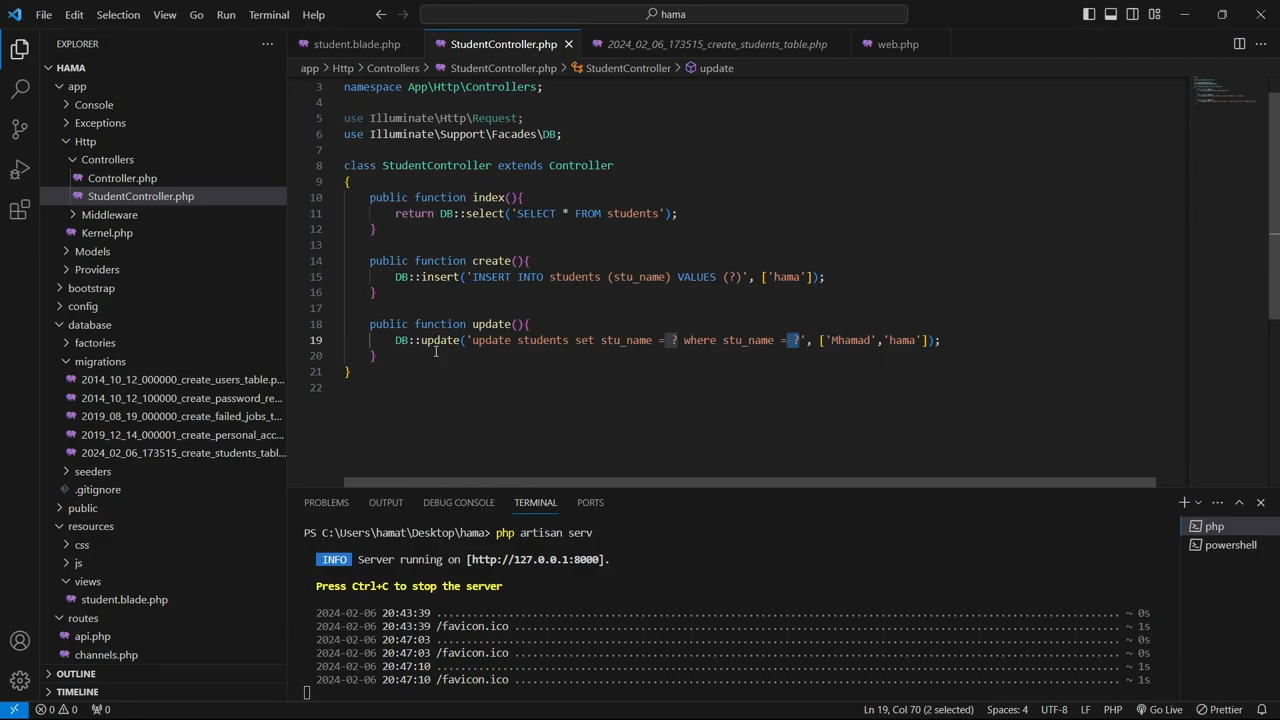 File Edit Selection View Go Run Terminal Help
hama
EXPLORER
HAMA
app
Console
Exceptions
Http
Controllers
Controller.php
StudentController.php
Middleware
Kernel.php
Models
Providers
bootstrap
config
database
factories
migrations
2014_10_12_000000_create_users_table.p...
2014_10_12_100000_create_password_re...
2019_08_19_000000_create_failed_jobs_t...
2019_12_14_000001_create_personal_acc...
2024_02_06_173515_create_students_tabl...
seeders
.gitignore
public
resources
css
js
views
student.blade.php
routes
api.php
channels.php
OUTLINE
TIMELINE
student.blade.php StudentController.php 2024_02_06_173515_create_students_table.php web.php
app > Http > Controllers > StudentController.php > StudentController > update
3 namespace App\Http\Controllers;
4
5 use Illuminate\Http\Request;
6 use Illuminate\Support\Facades\DB;
7
8 class StudentController extends Controller
9 {
10 public function index(){
11 return DB::select('SELECT * FROM students');
12 }
13
14 public function create(){
15 DB::insert('INSERT INTO students (stu_name) VALUES (?)', ['hama']);
16 }
17
18 public function update(){
19 DB::update('update students set stu_name = ? where stu_name = ?', ['Mhamad','hama']);
20 }
21 }
22
PROBLEMS OUTPUT DEBUG CONSOLE TERMINAL PORTS
PS C:\Users\hamat\Desktop\hama> php artisan serv
INFO Server running on [http://127.0.0.1:8000].
Press Ctrl+C to stop the server
2024-02-06 20:43:39 ........ ~ 0s
2024-02-06 20:43:39 /favicon.ico ........ ~ 1s
2024-02-06 20:47:03 ........ ~ 0s
2024-02-06 20:47:03 /favicon.ico ........ ~ 0s
2024-02-06 20:47:10 ........ ~ 1s
2024-02-06 20:47:10 /favicon.ico ........ ~ 0s
php
powershell
0 0 0 Ln 19, Col 70 (2 selected) Spaces: 4 UTF-8 LF PHP Go Live Prettier